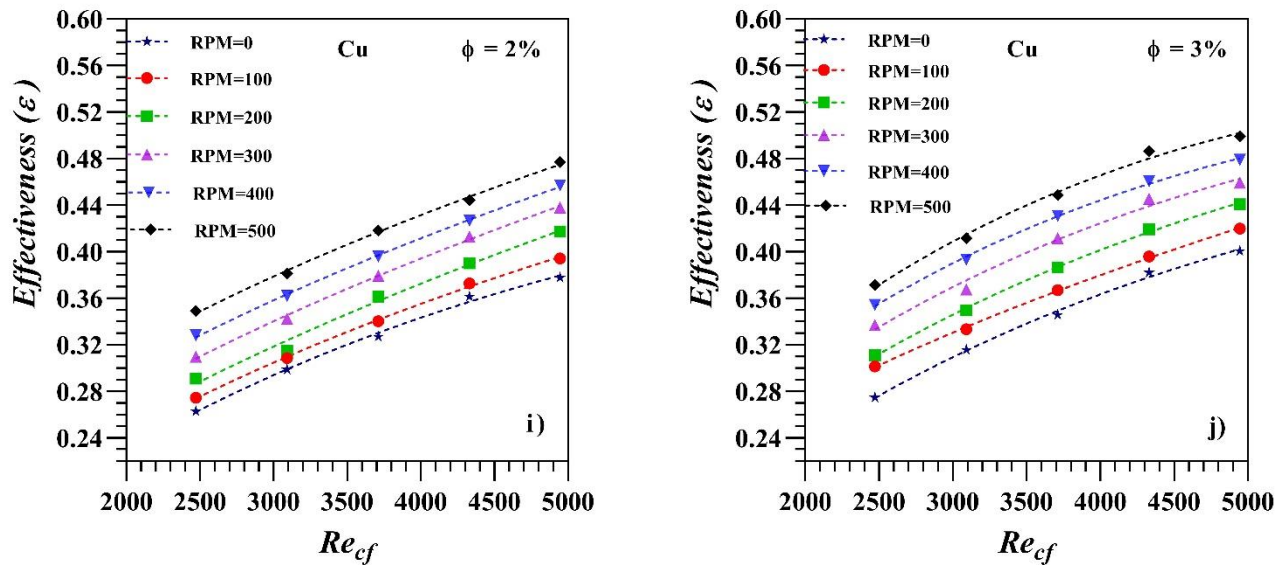 0.60
0.56
0.52
0.48
0.44
0.40
0.36
0.32
0.28
0.24
Effectiveness (ε)
RPM=0
RPM=100
RPM=200
RPM=300
RPM=400
RPM=500
Cu
ϕ = 2%
i)
2000 2500 3000 3500 4000 4500 5000
Re_cf
0.60
0.56
0.52
0.48
0.44
0.40
0.36
0.32
0.28
0.24
Effectiveness (ε)
RPM=0
RPM=100
RPM=200
RPM=300
RPM=400
RPM=500
Cu
ϕ = 3%
j)
2000 2500 3000 3500 4000 4500 5000
Re_cf